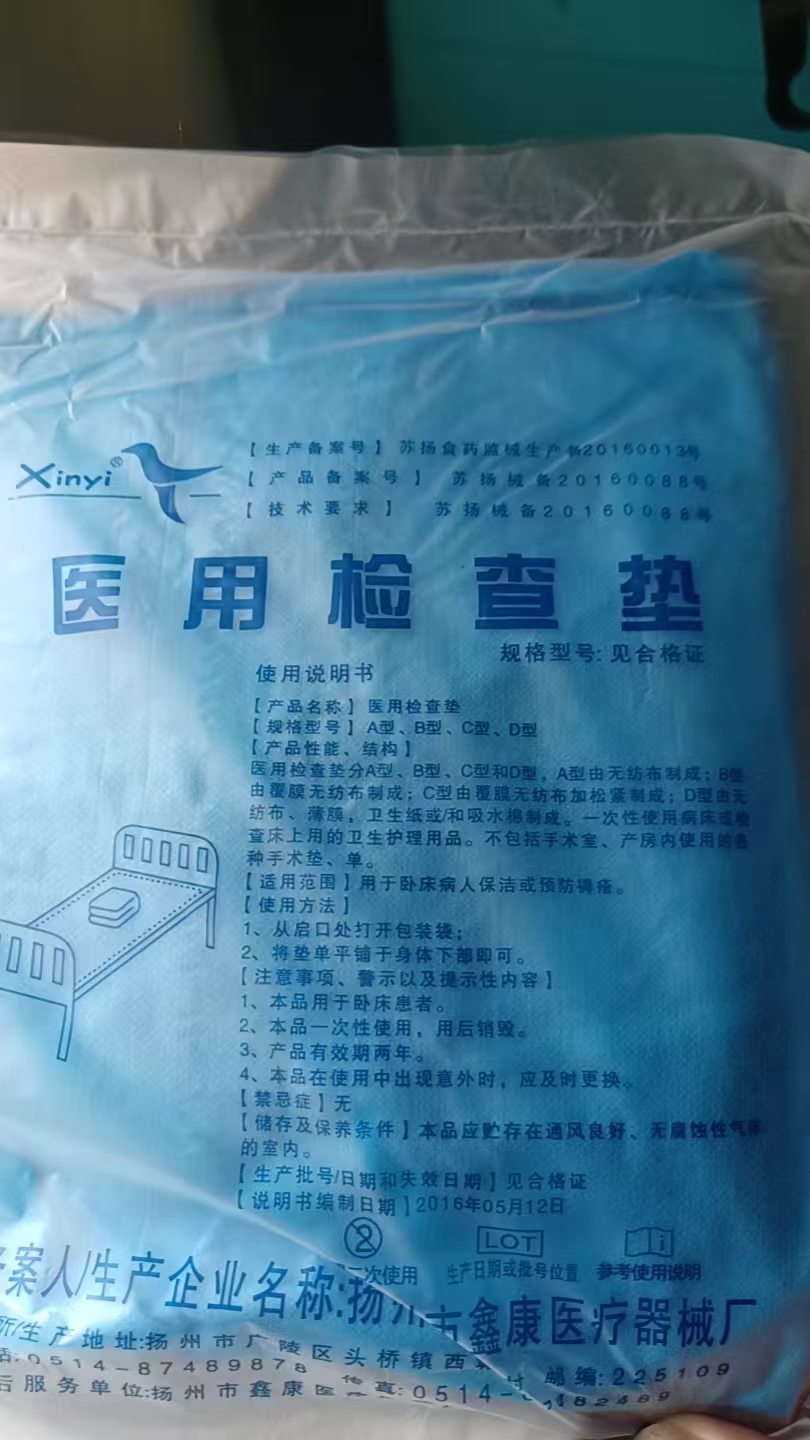 Xinyi®
【生产备案号】 苏扬食药监械生产备20160013号
【产品备案号】 苏扬械备20160088号
【技术要求】 苏扬械备20160088号
医用检查垫
规格型号:见合格证
使用说明书
【产品名称】医用检查垫
【规格型号】A型、B型、C型、D型
【产品性能、结构】
医用检查垫分A型、B型、C型和D型，A型由无纺布制成；B型
由覆膜无纺布制成；C型由覆膜无纺布加松紧制成；D型由无
纺布、薄膜，卫生纸或/和吸水棉制成。一次性使用病床或检
查床上用的卫生护理用品。不包括手术室、产房内使用的各
种手术垫、单。
【适用范围】用于卧床病人保洁或预防褥疮。
【使用方法】
1、从启口处打开包装袋；
2、将垫单平铺于身体下部即可。
【注意事项、警示以及提示性内容】
1、本品用于卧床患者。
2、本品一次性使用，用后销毁。
3、产品有效期两年。
4、本品在使用中出现意外时，应及时更换。
【禁忌症】无
【储存及保养条件】本品应贮存在通风良好、无腐蚀性气体
的室内。
【生产批号/日期和失效日期】见合格证
【说明书编制日期】2016年05月12日
2 LOT i
二次使用 生产日期或批号位置 参考使用说明
案人/生产企业名称:扬州市鑫康医疗器械厂
所/生产地址:扬州市广陵区头桥镇西 村 邮编:225109
话:0514-87489878 传真:0514- 482489
后服务单位:扬州市鑫康医